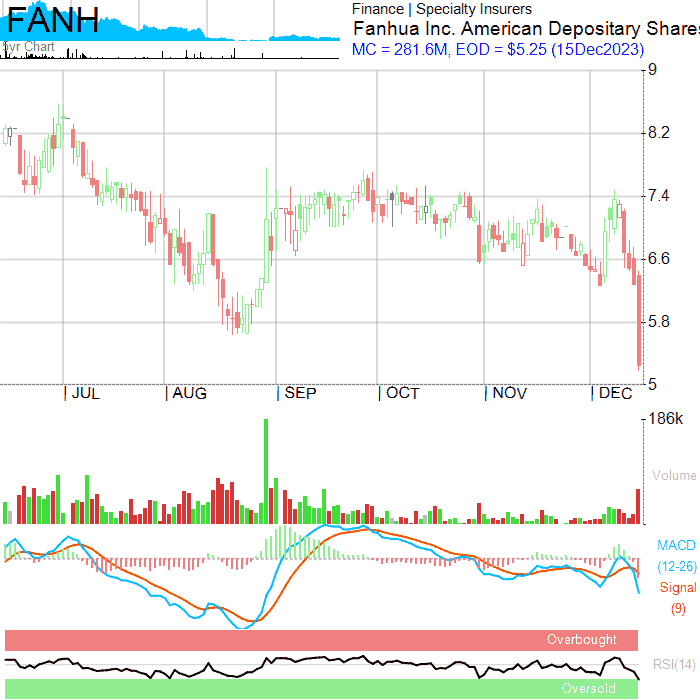 FANH
5yr Chart
Finance | Specialty Insurers
Fanhua Inc. American Depositary Shares
MC = 281.6M, EOD = $5.25 (15Dec2023)
9
8.2
7.4
6.6
5.8
5
| JUL | AUG | SEP | OCT | NOV | DEC
186k
Volume
MACD
(12-26)
Signal
(9)
Overbought
RSI(14)
Oversold